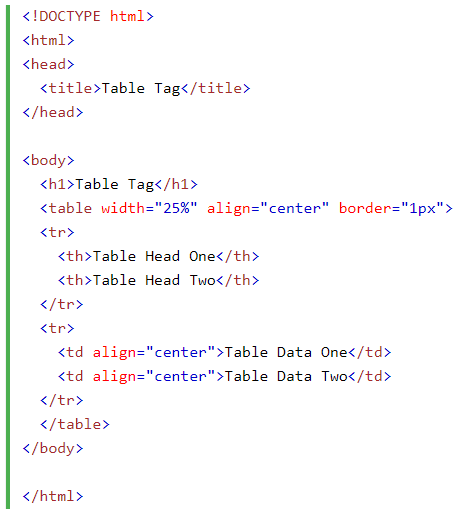 <!DOCTYPE html>
<html>
<head>
<title>Table Tag</title>
</head>
<body>
<h1>Table Tag</h1>
<table width="25%" align="center" border="1px">
<tr>
<th>Table Head One</th>
<th>Table Head Two</th>
</tr>
<tr>
<td align="center">Table Data One</td>
<td align="center">Table Data Two</td>
</tr>
</table>
</body>
</html>